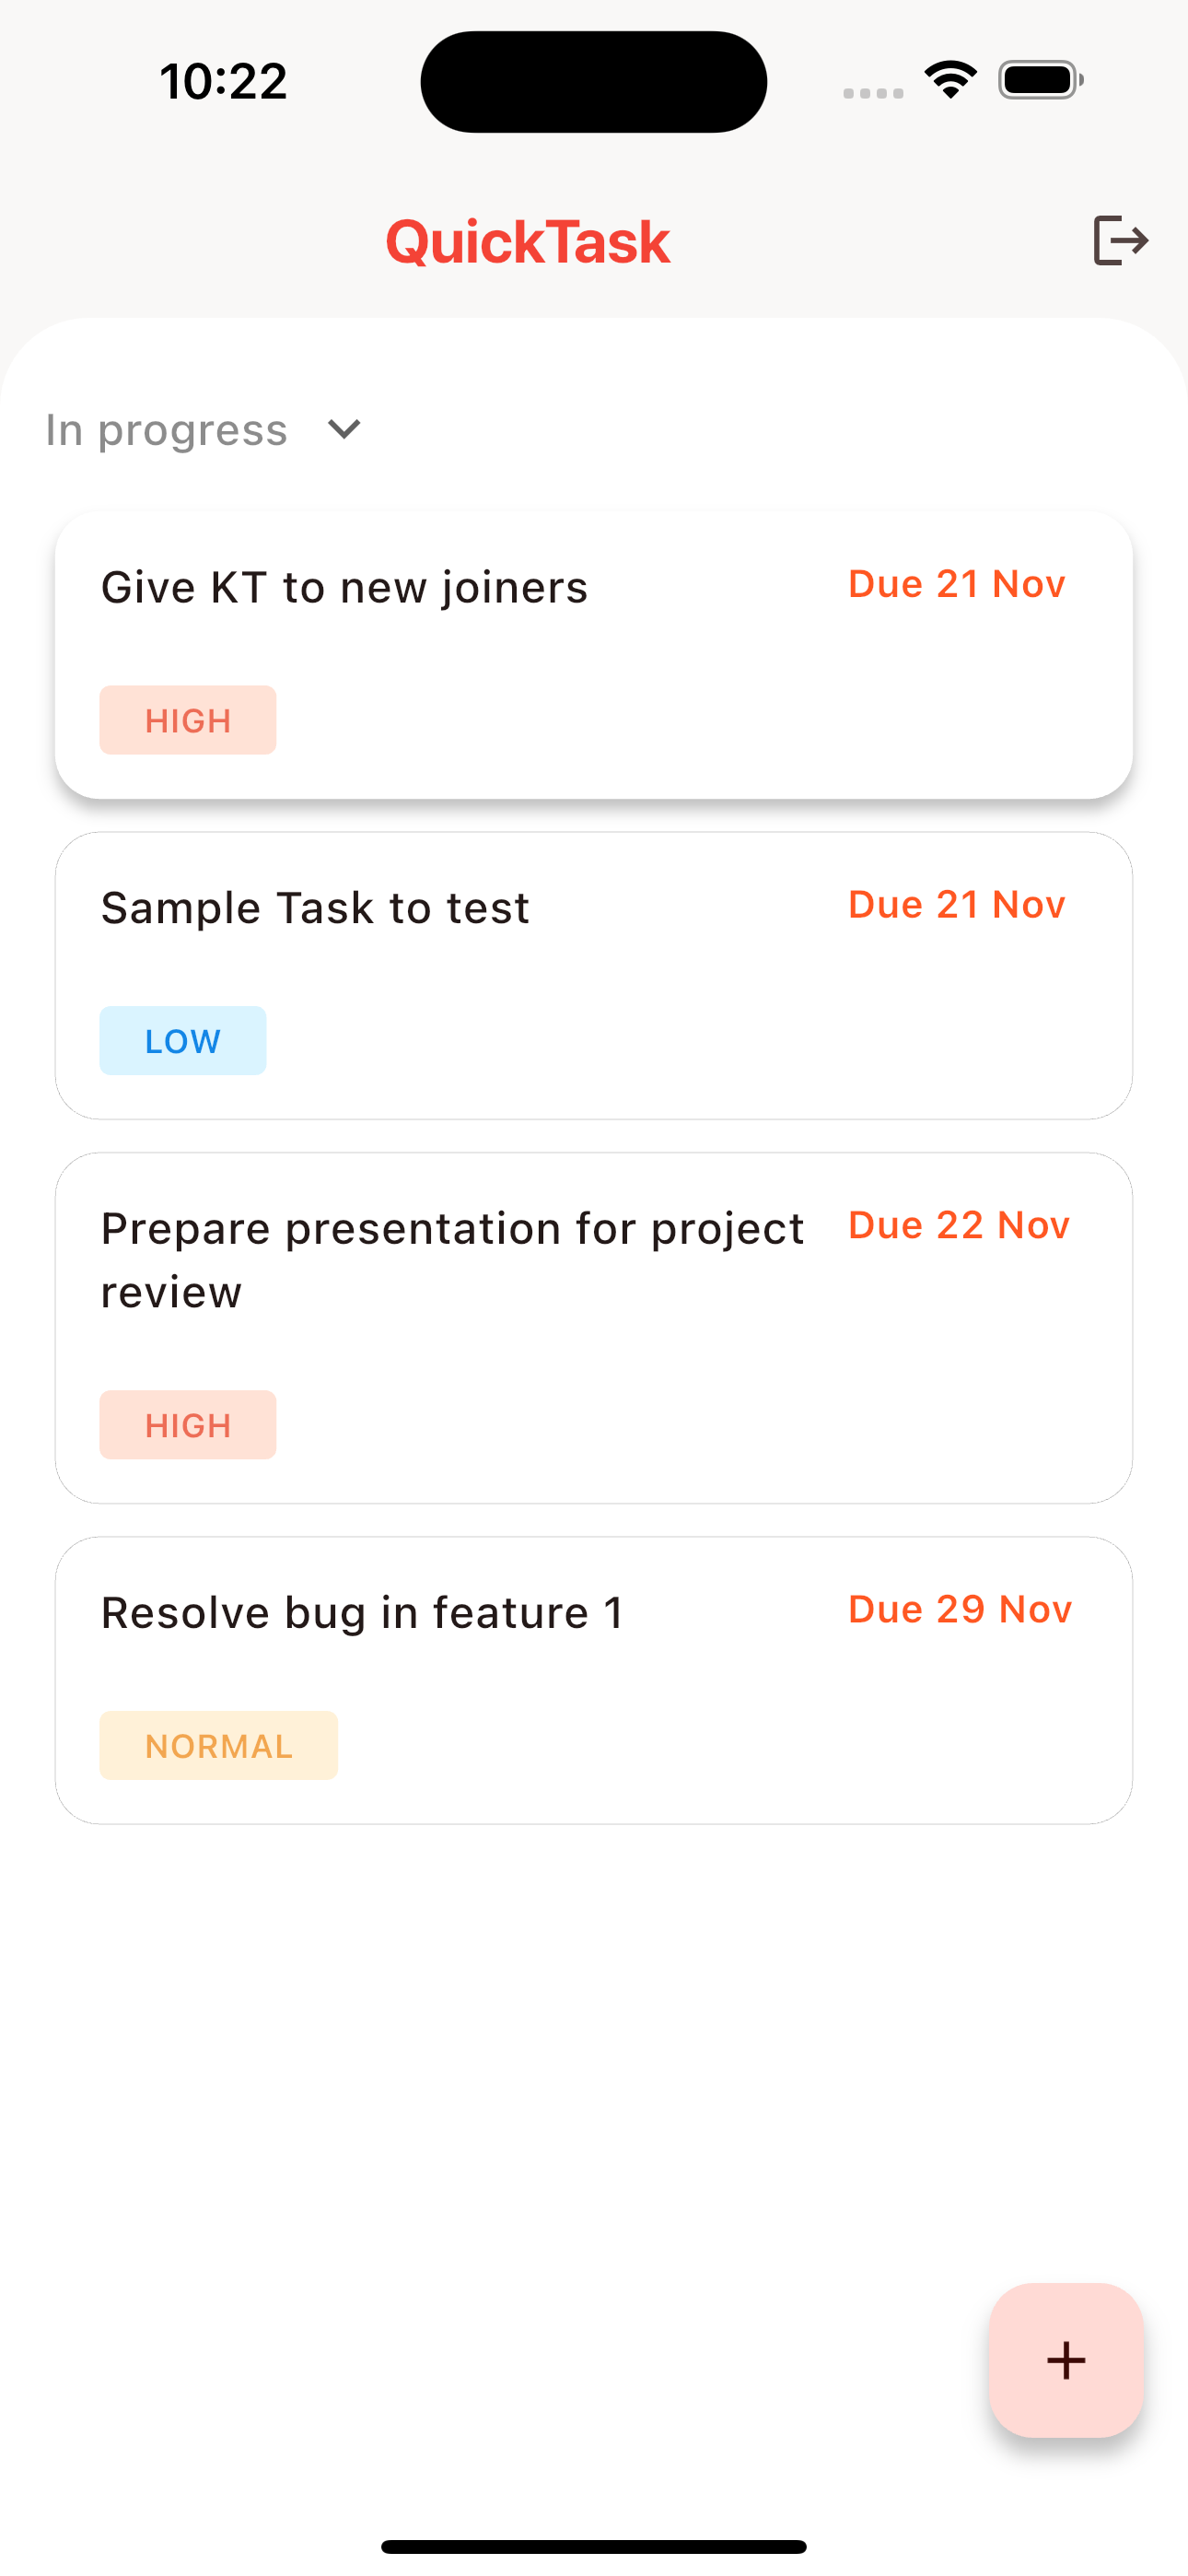 10:22
QuickTask
In progress
Give KT to new joiners
Due 21 Nov
HIGH
Sample Task to test
Due 21 Nov
LOW
Prepare presentation for project
Due 22 Nov
review
HIGH
Resolve bug in feature 1
Due 29 Nov
NORMAL
+